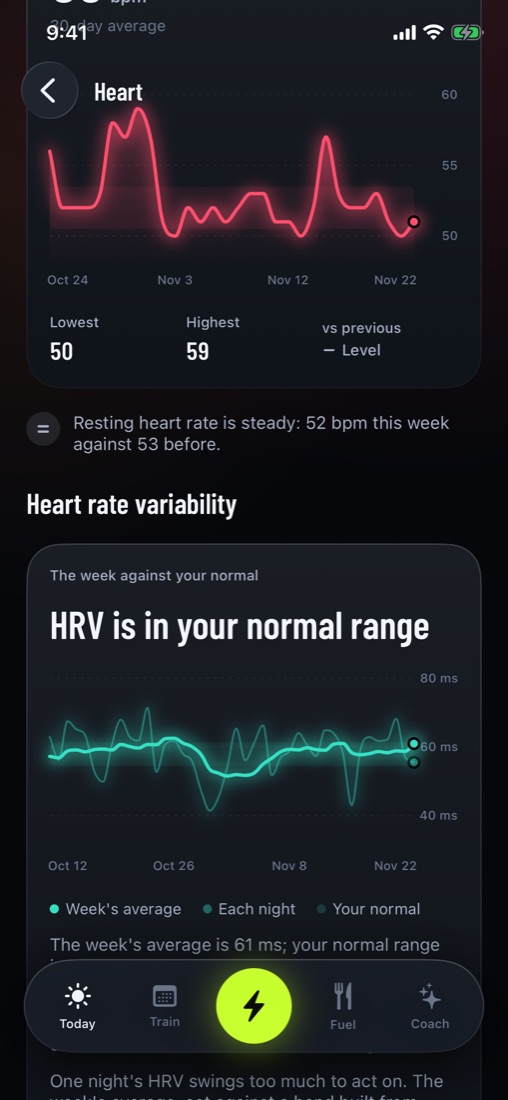 bpm
30-day average
9:41
Heart
60
55
50
Oct 24 Nov 3 Nov 12 Nov 22
Lowest Highest vs previous
50 59 – Level
Resting heart rate is steady: 52 bpm this week
against 53 before.
Heart rate variability
The week against your normal
HRV is in your normal range
80 ms
60 ms
40 ms
Oct 12 Oct 26 Nov 8 Nov 22
Week's average Each night Your normal
The week's average is 61 ms; your normal range
Today Train Fuel Coach
One night's HRV swings too much to act on. The